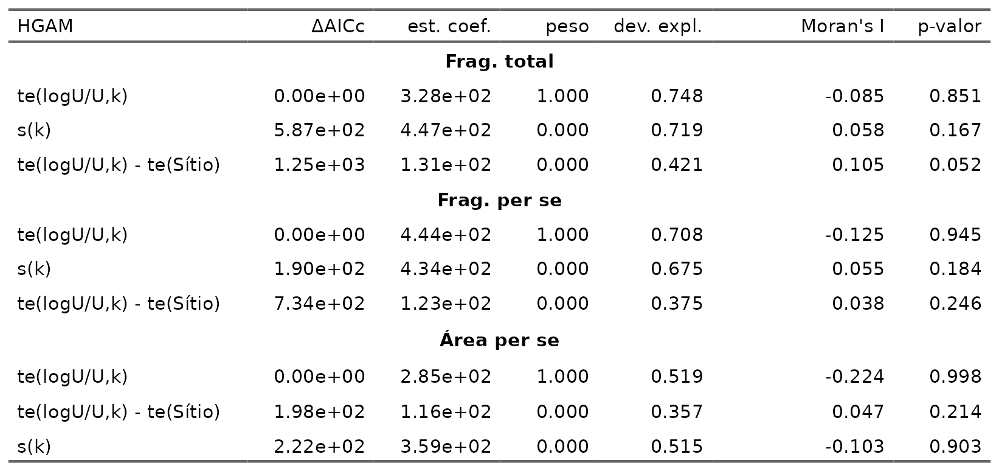 HGAM ΔAICc est. coef. peso dev. expl. Moran's I p-valor
Frag. total
te(logU/U,k) 0.00e+00 3.28e+02 1.000 0.748 -0.085 0.851
s(k) 5.87e+02 4.47e+02 0.000 0.719 0.058 0.167
te(logU/U,k) - te(Sítio) 1.25e+03 1.31e+02 0.000 0.421 0.105 0.052
Frag. per se
te(logU/U,k) 0.00e+00 4.44e+02 1.000 0.708 -0.125 0.945
s(k) 1.90e+02 4.34e+02 0.000 0.675 0.055 0.184
te(logU/U,k) - te(Sítio) 7.34e+02 1.23e+02 0.000 0.375 0.038 0.246
Área per se
te(logU/U,k) 0.00e+00 2.85e+02 1.000 0.519 -0.224 0.998
te(logU/U,k) - te(Sítio) 1.98e+02 1.16e+02 0.000 0.357 0.047 0.214
s(k) 2.22e+02 3.59e+02 0.000 0.515 -0.103 0.903